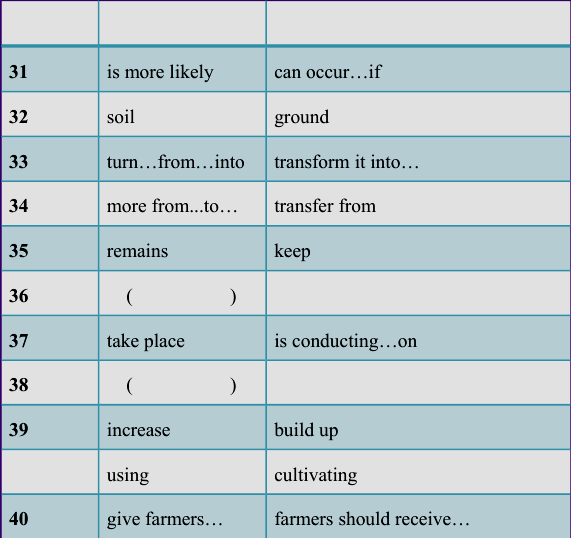 31 is more likely can occur…if
32 soil ground
33 turn…from…into transform it into…
34 more from...to… transfer from
35 remains keep
36 ( )
37 take place is conducting…on
38 ( )
39 increase build up
using cultivating
40 give farmers… farmers should receive…